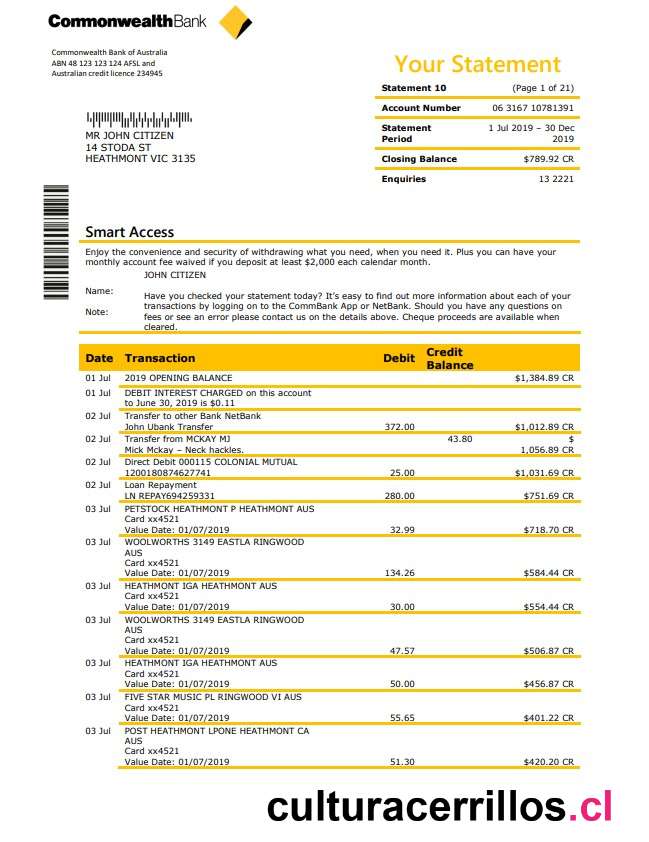 CommonwealthBank
Commonwealth Bank of Australia
ABN 48 123 123 124 AFSL and
Australian credit licence 234945
Your Statement
Statement 10 (Page 1 of 21)
Account Number 06 3167 10781391
Statement 1 Jul 2019 – 30 Dec
Period 2019
Closing Balance $789.92 CR
Enquiries 13 2221
MR JOHN CITIZEN
14 STODA ST
HEATHMONT VIC 3135
Smart Access
Enjoy the convenience and security of withdrawing what you need, when you need it. Plus you can have your
monthly account fee waived if you deposit at least $2,000 each calendar month.
JOHN CITIZEN
Name:
Have you checked your statement today? It's easy to find out more information about each of your
Note: transactions by logging on to the CommBank App or NetBank. Should you have any questions on
fees or see an error please contact us on the details above. Cheque proceeds are available when
cleared.
Date Transaction Debit Credit
Balance
01 Jul 2019 OPENING BALANCE $1,384.89 CR
01 Jul DEBIT INTEREST CHARGED on this account
to June 30, 2019 is $0.11
02 Jul Transfer to other Bank NetBank
John Ubank Transfer 372.00 $1,012.89 CR
02 Jul Transfer from MCKAY MJ 43.80 $
Mick Mckay – Neck hackles. 1,056.89 CR
02 Jul Direct Debit 000115 COLONIAL MUTUAL
1200180874627741 25.00 $1,031.69 CR
02 Jul Loan Repayment
LN REPAY694259331 280.00 $751.69 CR
03 Jul PETSTOCK HEATHMONT P HEATHMONT AUS
Card xx4521
Value Date: 01/07/2019 32.99 $718.70 CR
03 Jul WOOLWORTHS 3149 EASTLA RINGWOOD
AUS
Card xx4521
Value Date: 01/07/2019 134.26 $584.44 CR
03 Jul HEATHMONT IGA HEATHMONT AUS
Card xx4521
Value Date: 01/07/2019 30.00 $554.44 CR
03 Jul WOOLWORTHS 3149 EASTLA RINGWOOD
AUS
Card xx4521
Value Date: 01/07/2019 47.57 $506.87 CR
03 Jul HEATHMONT IGA HEATHMONT AUS
Card xx4521
Value Date: 01/07/2019 50.00 $456.87 CR
03 Jul FIVE STAR MUSIC PL RINGWOOD VI AUS
Card xx4521
Value Date: 01/07/2019 55.65 $401.22 CR
03 Jul POST HEATHMONT LPONE HEATHMONT CA
AUS
Card xx4521
Value Date: 01/07/2019 51.30 $420.20 CR
culturacerrillos.cl